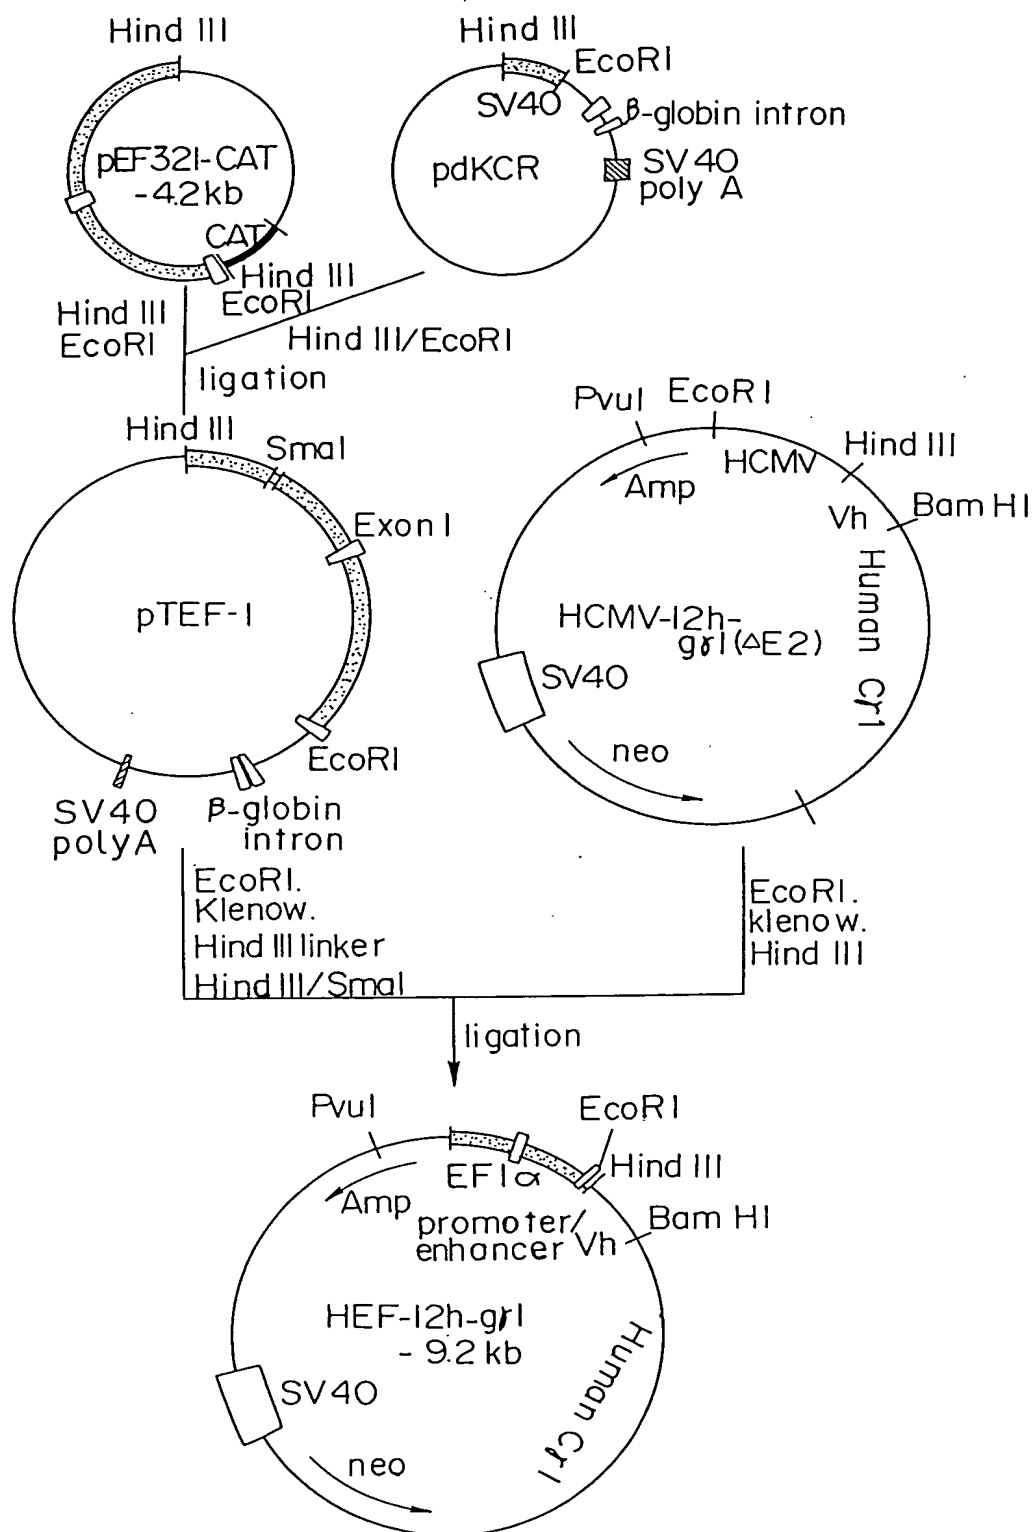 Hind III
pEF321-CAT
-4.2kb
CAT
Hind III
EcoRI
Hind III
EcoRI
SV40
β-globin intron
pdKCR
SV40
poly A
Hind III
EcoRI
Hind III/EcoRI
ligation
Hind III
SmaI
Exon I
pTEF-1
EcoRI
SV40
polyA
β-globin
intron
PvuI
EcoRI
HCMV
Hind III
Amp
Vh
Bam HI
Human Cγ1
HCMV-12h-
gγ1(△E2)
SV40
neo
EcoRI.
Klenow.
Hind III linker
Hind III/SmaI
EcoRI.
klenow.
Hind III
ligation
PvuI
EcoRI
EF1α
Hind III
Amp
promoter/
enhancer
Vh
Bam HI
HEF-12h-gγ1
- 9.2 kb
Human Cγ1
SV40
neo